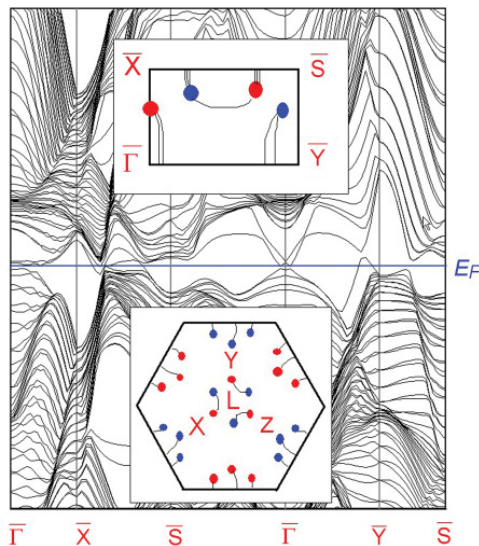 X̅ S̅
Γ̅ Y̅
E_F
Y
L
X Z
Γ̅ X̅ S̅ Γ̅ Y̅ S̅